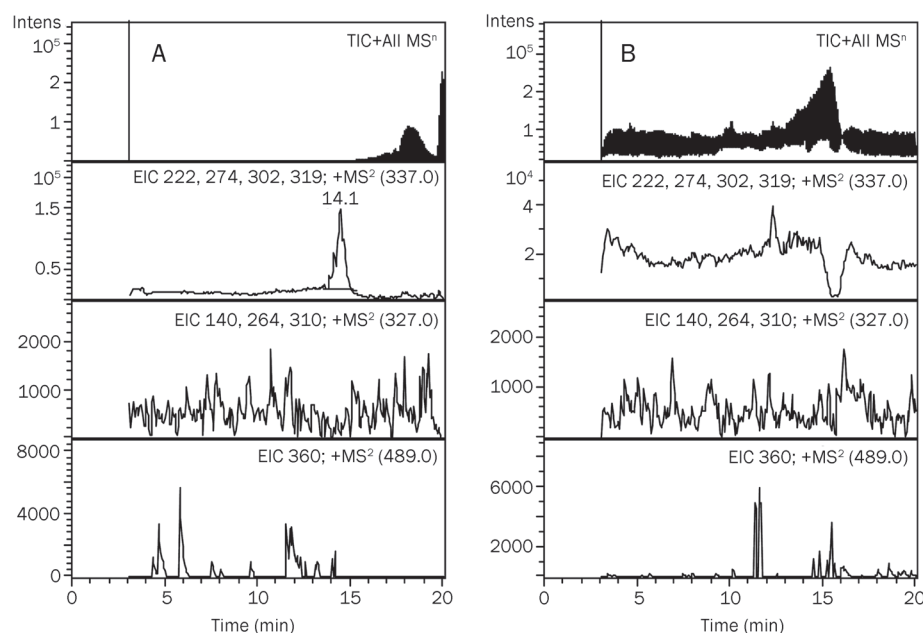 Intens
10⁵
2
1
A
TIC+All MSⁿ
10⁵
1.5
0.5
EIC 222, 274, 302, 319; +MS² (337.0)
14.1
2000
1000
EIC 140, 264, 310; +MS² (327.0)
8000
4000
0
EIC 360; +MS² (489.0)
0
5
10
15
20
Time (min)
Intens
10⁵
2
1
B
TIC+All MSⁿ
10⁴
4
2
EIC 222, 274, 302, 319; +MS² (337.0)
2000
1000
EIC 140, 264, 310; +MS² (327.0)
6000
2000
EIC 360; +MS² (489.0)
0
5
10
15
20
Time (min)